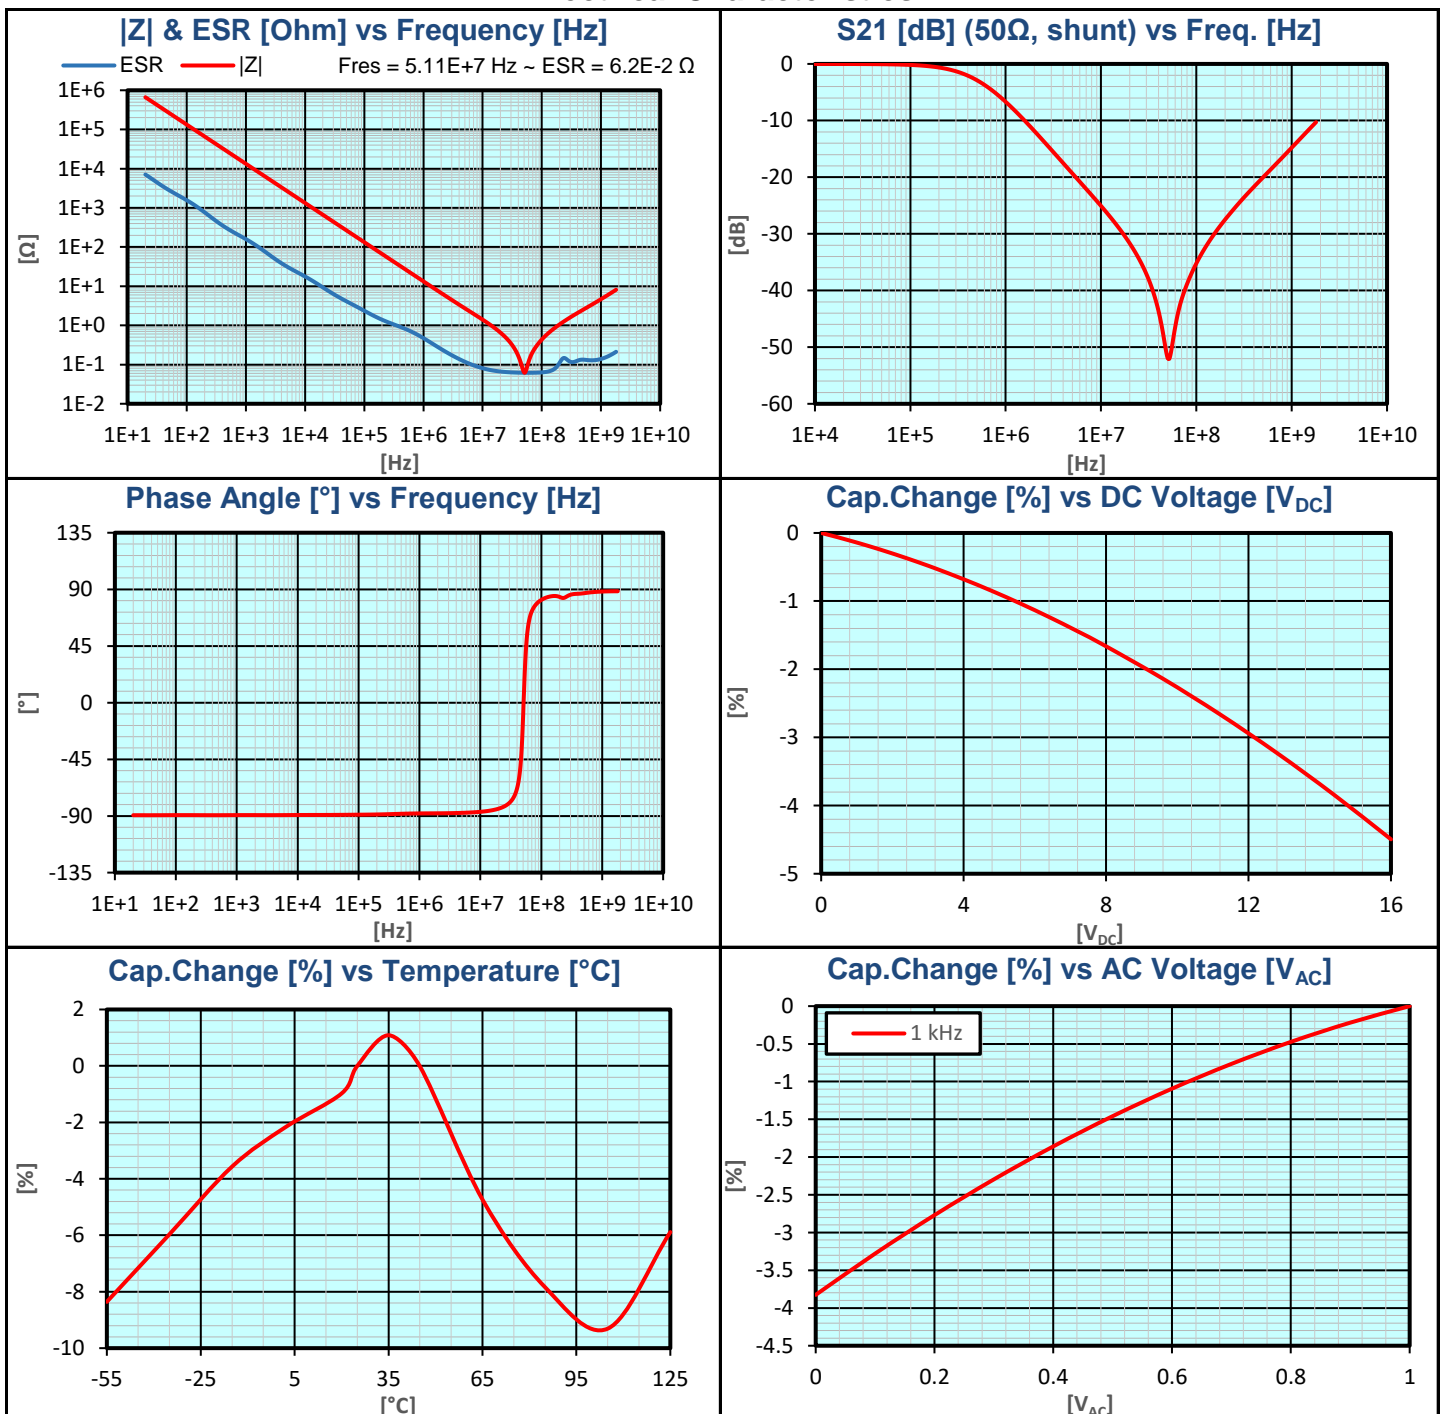 |Z| & ESR [Ohm] vs Frequency [Hz]
ESR |Z| Fres = 5.11E+7 Hz ~ ESR = 6.2E-2 Ω
1E+6
1E+5
1E+4
1E+3
1E+2
1E+1
1E+0
1E-1
1E-2
[Ω]
1E+1 1E+2 1E+3 1E+4 1E+5 1E+6 1E+7 1E+8 1E+9 1E+10
[Hz]
S21 [dB] (50Ω, shunt) vs Freq. [Hz]
0
-10
-20
-30
-40
-50
-60
[dB]
1E+4 1E+5 1E+6 1E+7 1E+8 1E+9 1E+10
[Hz]
Phase Angle [°] vs Frequency [Hz]
135
90
45
0
-45
-90
-135
[°]
1E+1 1E+2 1E+3 1E+4 1E+5 1E+6 1E+7 1E+8 1E+9 1E+10
[Hz]
Cap.Change [%] vs DC Voltage [VDC]
0
-1
-2
-3
-4
-5
[%]
0 4 8 12 16
[VDC]
Cap.Change [%] vs Temperature [°C]
2
0
-2
-4
-6
-8
-10
[%]
-55 -25 5 35 65 95 125
[°C]
Cap.Change [%] vs AC Voltage [VAC]
1 kHz
0
-0.5
-1
-1.5
-2
-2.5
-3
-3.5
-4
-4.5
[%]
0 0.2 0.4 0.6 0.8 1
[VAC]